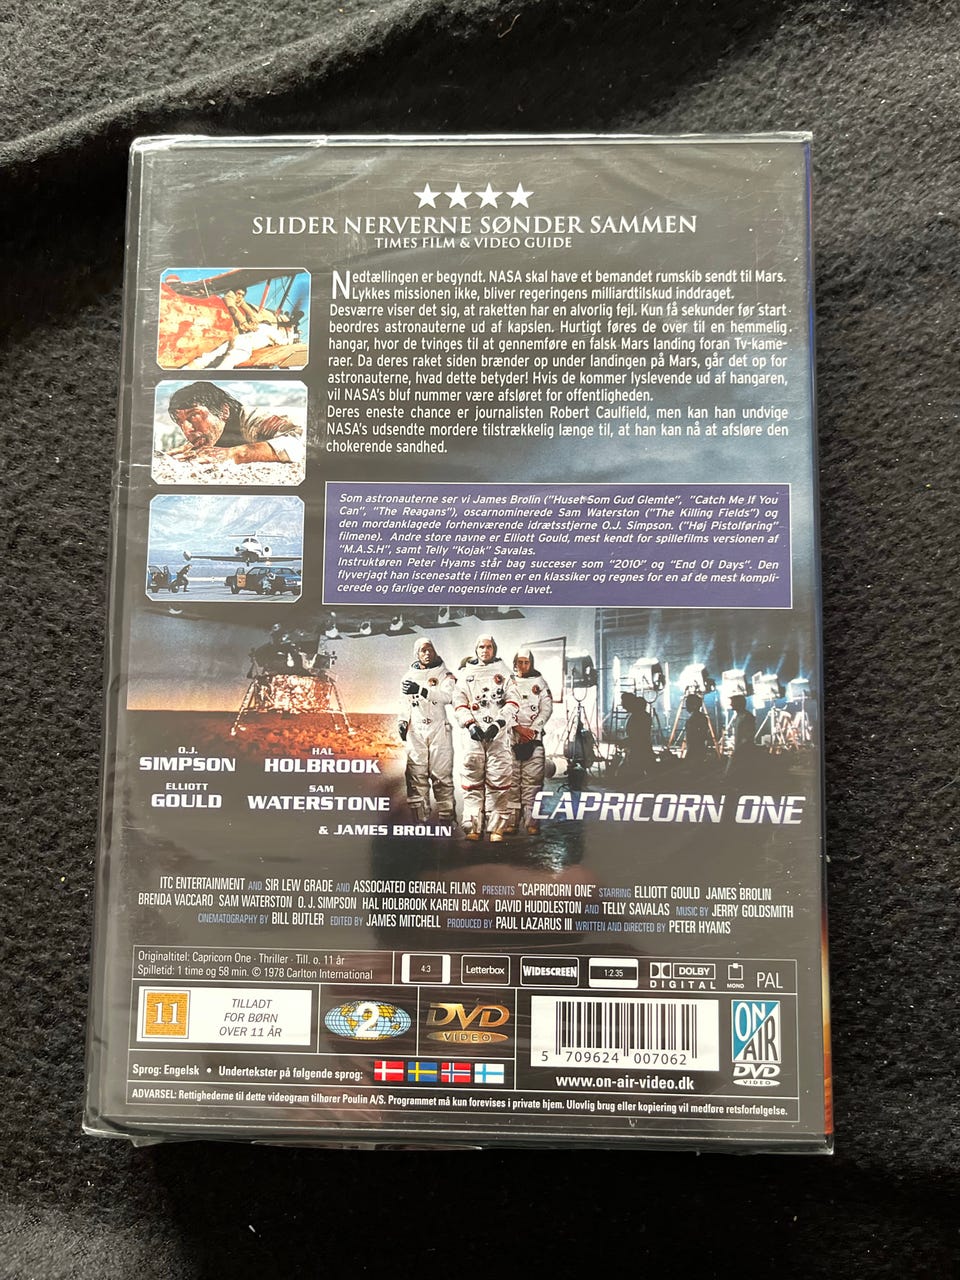 SLIDER NERVERNE SØNDER SAMMEN
TIMES FILM & VIDEO GUIDE
Nedtællingen er begyndt. NASA skal have et bemandet rumskib sendt til Mars.
Lykkes missionen ikke, bliver regeringens milliardtilskud inddraget.
Desværre viser det sig, at raketten har en alvorlig fejl. Kun få sekunder før start
beordres astronauterne ud af kapslen. Hurtigt føres de over til en hemmelig
hangar, hvor de tvinges til at gennemføre en falsk Mars landing foran Tv-kame-
raer. Da deres raket siden brænder op under landingen på Mars, går det op for
astronauterne, hvad dette betyder! Hvis de kommer lyslevende ud af hangaren,
vil NASA's bluf nummer være afsløret for offentligheden.
Deres eneste chance er journalisten Robert Caulfield, men kan han undvige
NASA's udsendte mordere tilstrækkelig længe til, at han kan nå at afsløre den
chokerende sandhed.
Som astronauterne ser vi James Brolin ("Huset Som Gud Glemte", "Catch Me If You
Can", "The Reagans"), oscarnominerede Sam Waterston ("The Killing Fields") og
den mordanklagede forhenværende idrætsstjerne O.J. Simpson. ("Høj Pistolføring"
filmene). Andre store navne er Elliott Gould, mest kendt for spillefilms versionen af
"M.A.S.H", samt Telly "Kojak" Savalas.
Instruktøren Peter Hyams står bag succeser som "2010" og "End Of Days". Den
flyverjagt han iscenesatte i filmen er en klassiker og regnes for en af de mest kompli-
cerede og farlige der nogensinde er lavet.
O.J. SIMPSON
HAL HOLBROOK
ELLIOTT GOULD
SAM WATERSTONE
& JAMES BROLIN
CAPRICORN ONE
ITC ENTERTAINMENT AND SIR LEW GRADE AND ASSOCIATED GENERAL FILMS PRESENTS "CAPRICORN ONE" STARRING ELLIOTT GOULD JAMES BROLIN
BRENDA VACCARO SAM WATERSTON O. J. SIMPSON HAL HOLBROOK KAREN BLACK DAVID HUDDLESTON AND TELLY SAVALAS MUSIC BY JERRY GOLDSMITH
CINEMATOGRAPHY BY BILL BUTLER EDITED BY JAMES MITCHELL PRODUCED BY PAUL LAZARUS III WRITTEN AND DIRECTED BY PETER HYAMS
Originaltitel: Capricorn One · Thriller · Till. o. 11 år
Spilletid: 1 time og 58 min. © 1978 Carlton International
4:3
Letterbox
WIDESCREEN
1:2.35
DOLBY
DIGITAL
MONO
PAL
11
TILLADT
FOR BØRN
OVER 11 ÅR
2
DVD
VIDEO
5 709624 007062
www.on-air-video.dk
ON
AIR
DVD
VIDEO
Sprog: Engelsk • Undertekster på følgende sprog:
ADVARSEL: Rettighederne til dette videogram tilhører Poulin A/S. Programmet må kun forevises i private hjem. Ulovlig brug eller kopiering vil medføre retsforfølgelse.